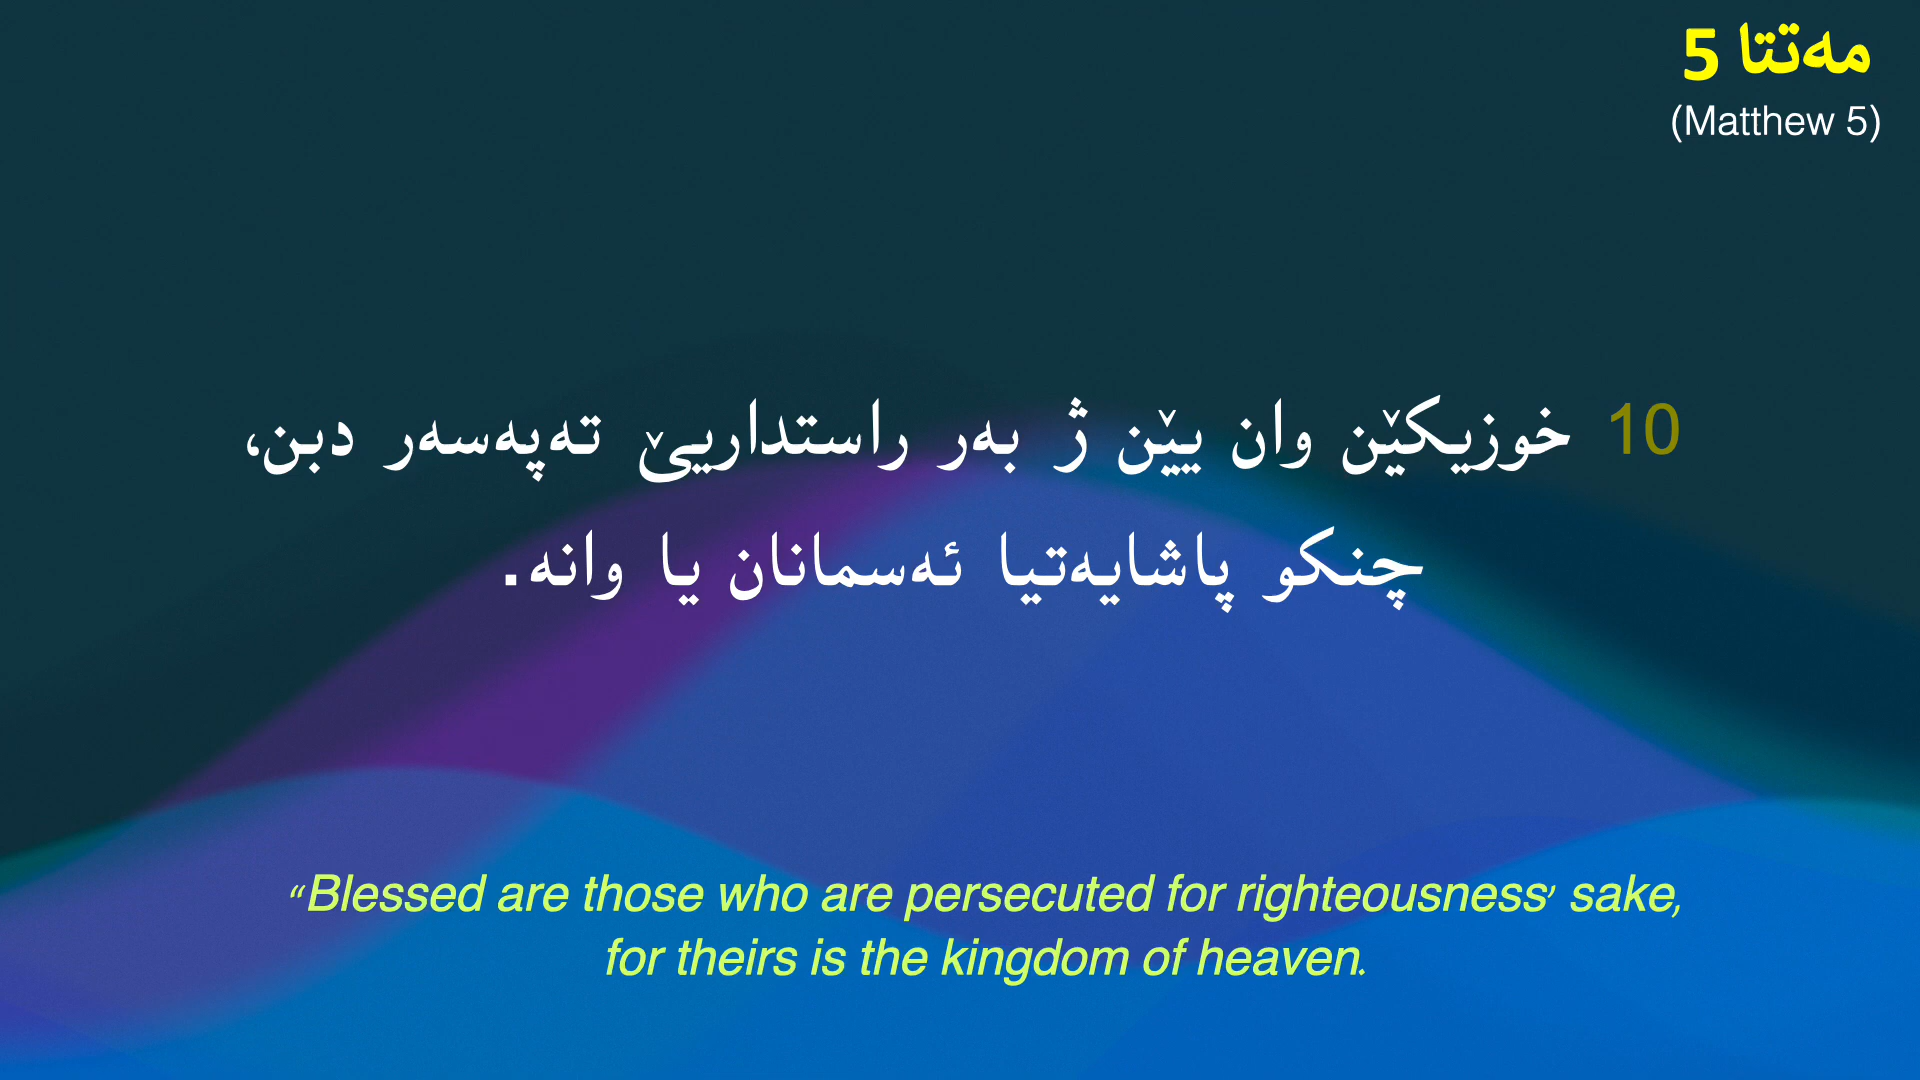 مەتتا 5
(Matthew 5)
10 خوزیکێن وان یێن ژ بەر راستداریێ تەپەسەر دبن،
چنکو پاشایەتیا ئەسمانان یا وانە.
“Blessed are those who are persecuted for righteousness’ sake,
for theirs is the kingdom of heaven.